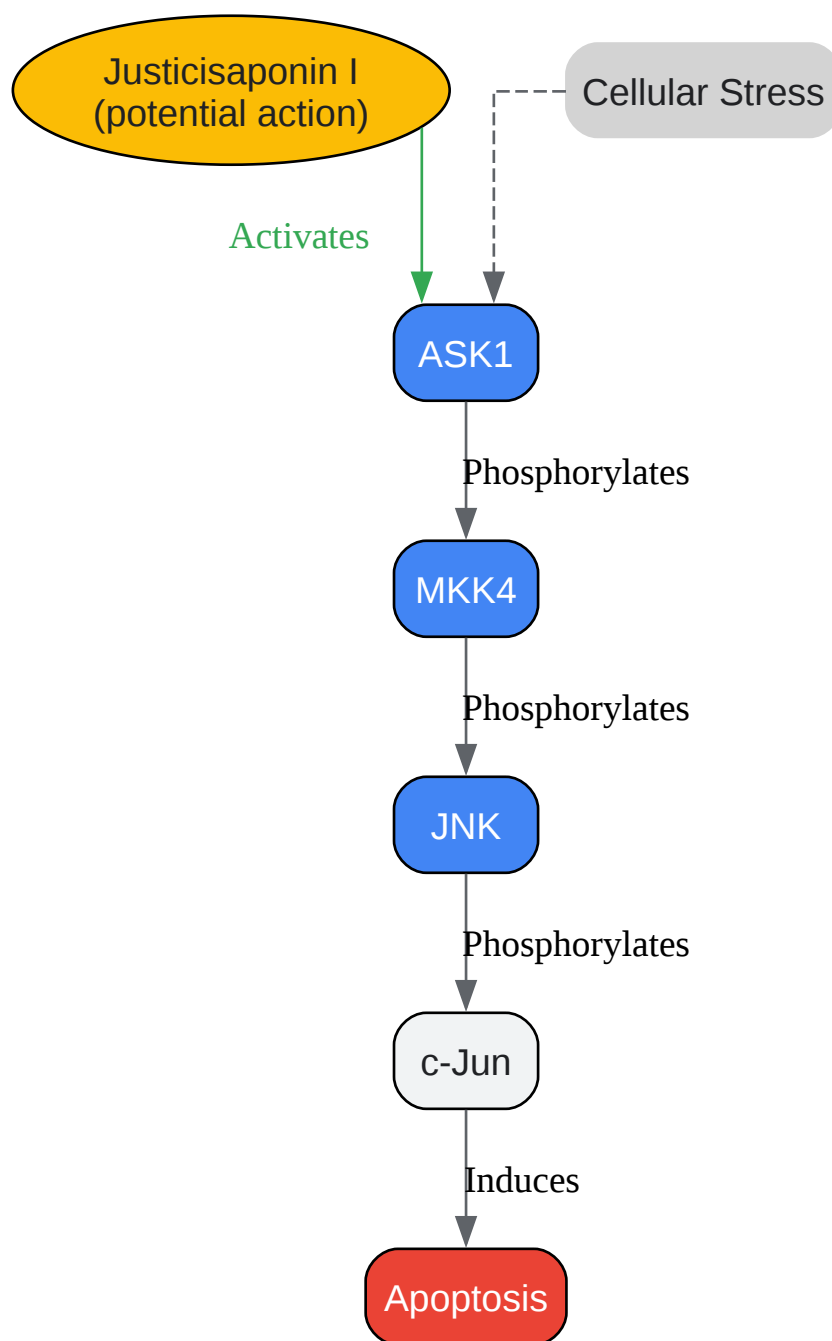 Justicisaponin I
(potential action)
Cellular Stress
Activates
ASK1
Phosphorylates
MKK4
Phosphorylates
JNK
Phosphorylates
c-Jun
Induces
Apoptosis